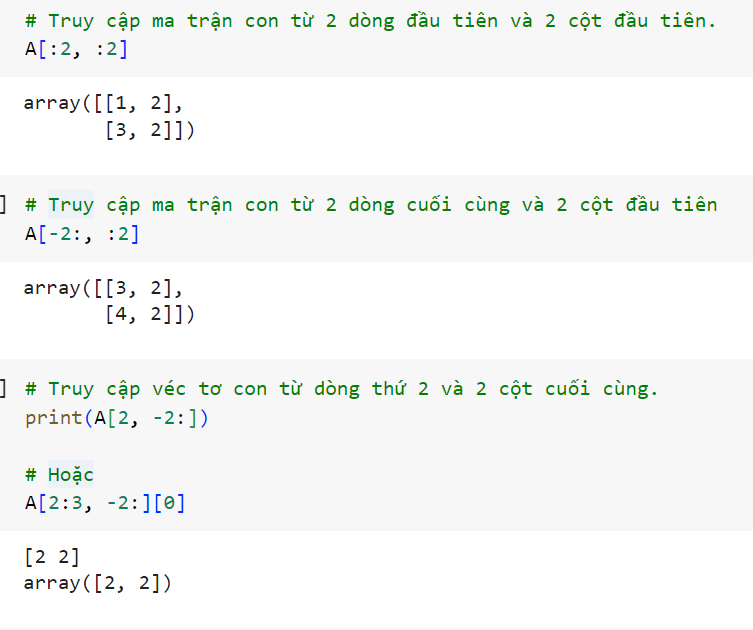 # Truy cập ma trận con từ 2 dòng đầu tiên và 2 cột đầu tiên.
A[:2, :2]
array([[1, 2],
       [3, 2]])
] # Truy cập ma trận con từ 2 dòng cuối cùng và 2 cột đầu tiên
A[-2:, :2]
array([[3, 2],
       [4, 2]])
] # Truy cập véc tơ con từ dòng thứ 2 và 2 cột cuối cùng.
print(A[2, -2:])
# Hoặc
A[2:3, -2:][0]
[2 2]
array([2, 2])